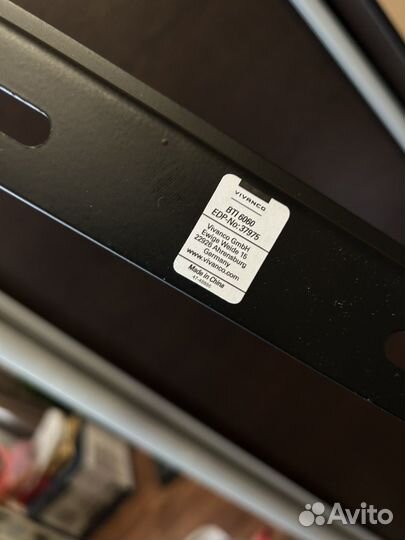 VIVANCO
BTI 6060
EDP-No: 37975
Vivanco GmbH
Ewige Weide 15
22926 Ahrensburg
Germany
www.vivanco.com
Made in China
Avito